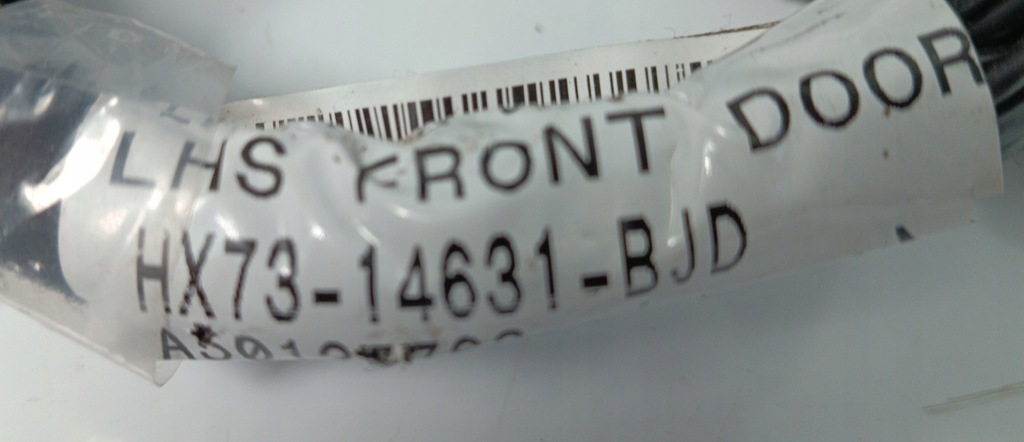 LHS FRONT DOOR
HX73-14631-BJD